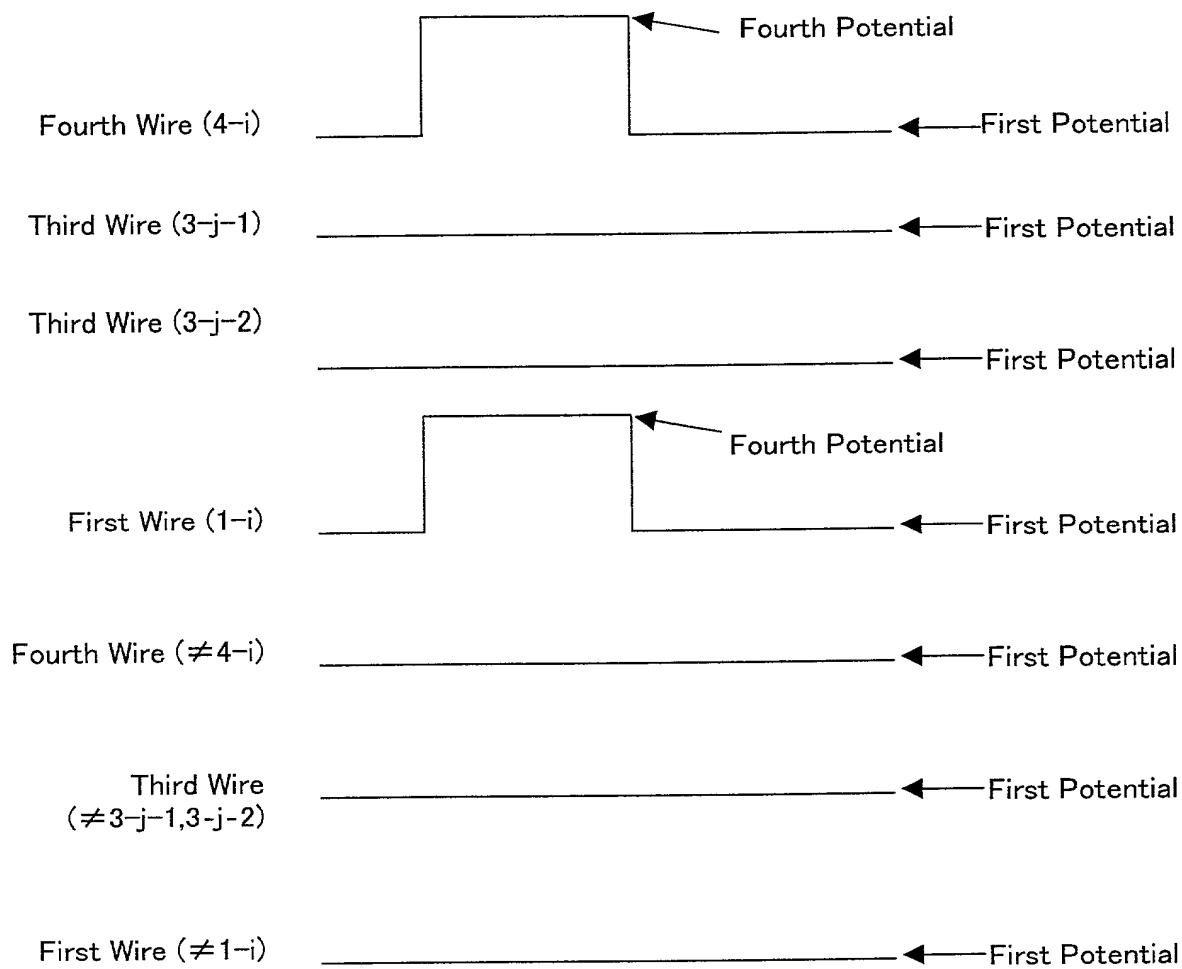 Fourth Potential
Fourth Wire (4-i)
First Potential
Third Wire (3-j-1)
First Potential
Third Wire (3-j-2)
First Potential
Fourth Potential
First Wire (1-i)
First Potential
Fourth Wire (≠4-i)
First Potential
Third Wire
(≠3-j-1,3-j-2)
First Potential
First Wire (≠1-i)
First Potential